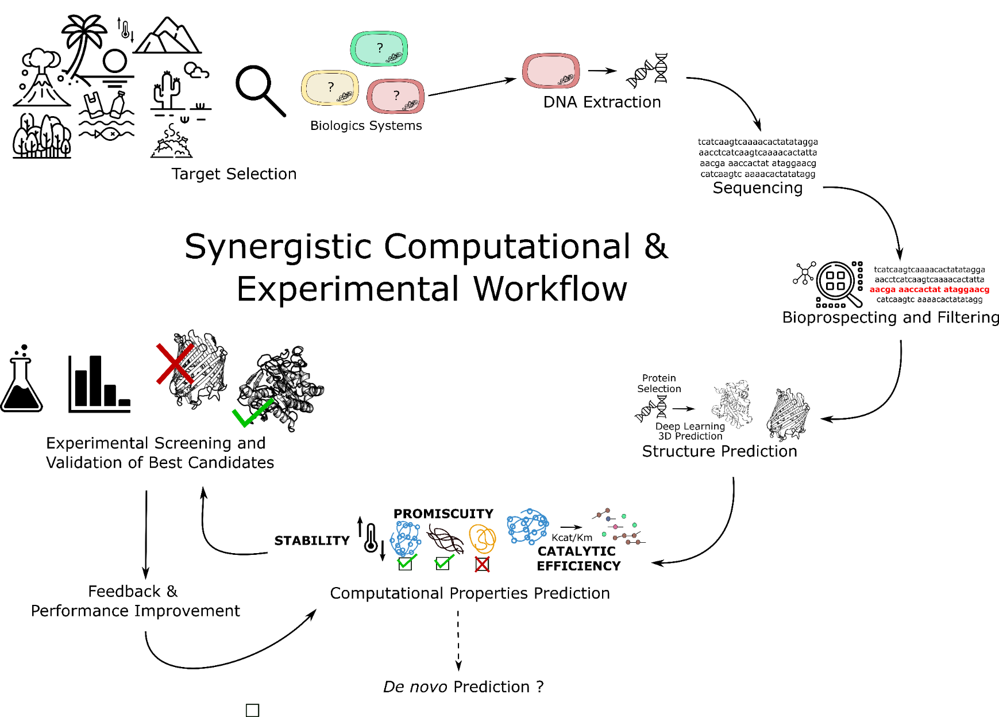 ?
?
?
Biologics Systems
Target Selection
DNA Extraction
tcatcaagtcaaaacactatatagga
aacctcatcaagtcaaaacactatta
aacga aaccactat ataggaacg
catcaagtc aaaacactatatagg
Sequencing
Synergistic Computational &
Experimental Workflow
tcatcaagtcaaaacactatatagga
aacctcatcaagtcaaaacactatta
aacga aaccactat ataggaacg
catcaagtc aaaacactatatagg
Bioprospecting and Filtering
Protein
Selection
Deep Learning
3D Prediction
Structure Prediction
Experimental Screening and
Validation of Best Candidates
STABILITY
PROMISCUITY
Kcat/Km
CATALYTIC
EFFICIENCY
Computational Properties Prediction
Feedback &
Performance Improvement
De novo Prediction ?